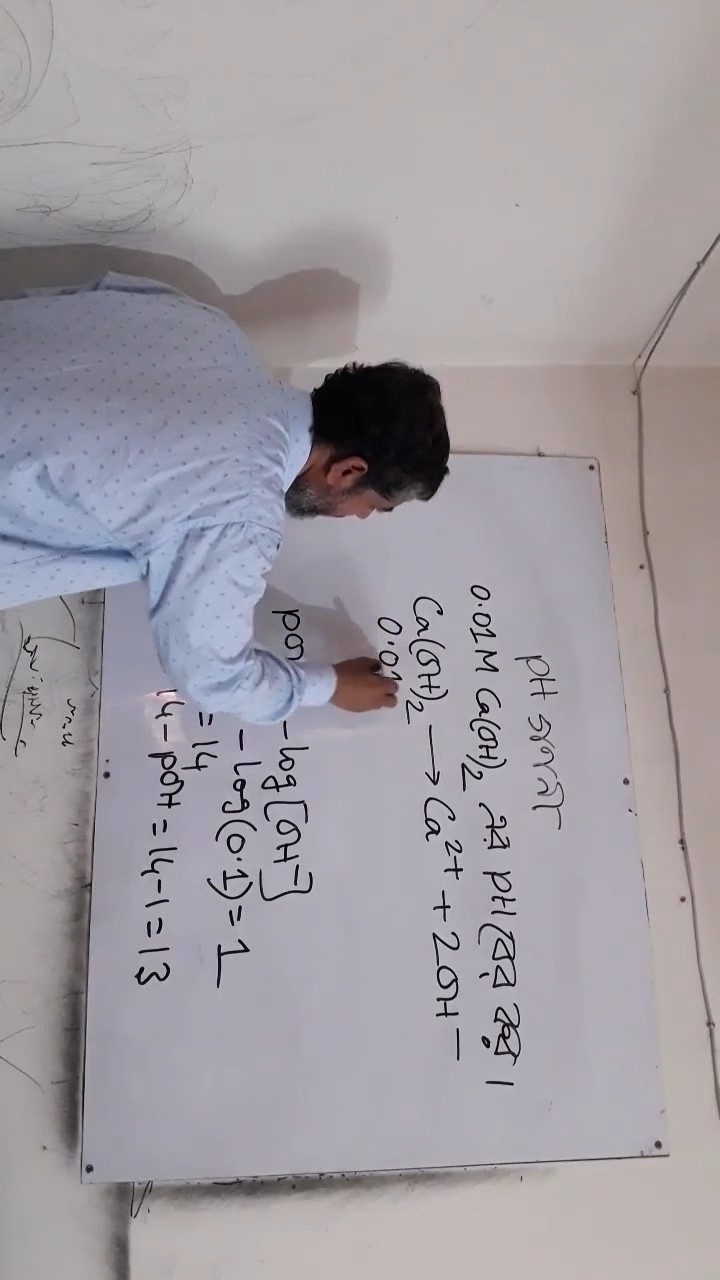 pH গণনা
0.01M Ca(OH)₂ এর pH বের কর।
Ca(OH)₂ → Ca²⁺ + 2OH⁻
0.01
- log[OH⁻]
- log(0.1) = 1
= 14
14 - pOH = 14 - 1 = 13